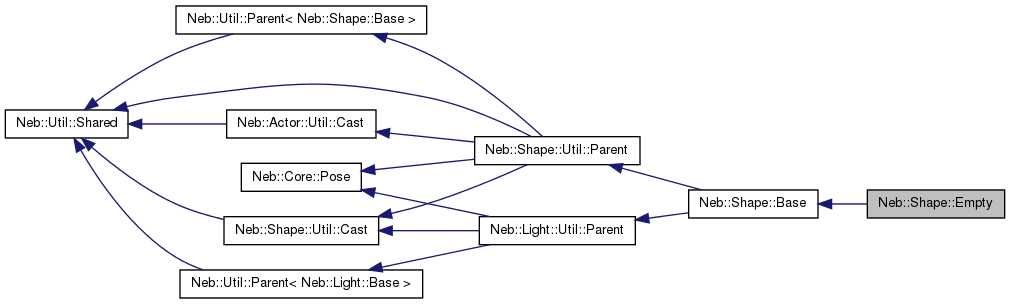 Neb::Util::Parent< Neb::Shape::Base >
Neb::Util::Shared
Neb::Actor::Util::Cast
Neb::Shape::Util::Parent
Neb::Core::Pose
Neb::Shape::Base
Neb::Shape::Empty
Neb::Shape::Util::Cast
Neb::Light::Util::Parent
Neb::Util::Parent< Neb::Light::Base >